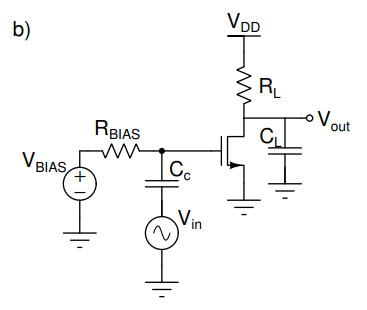 b)
V_DD
R_L
R_BIAS
V_out
C_L
V_BIAS
+
−
C_c
V_in